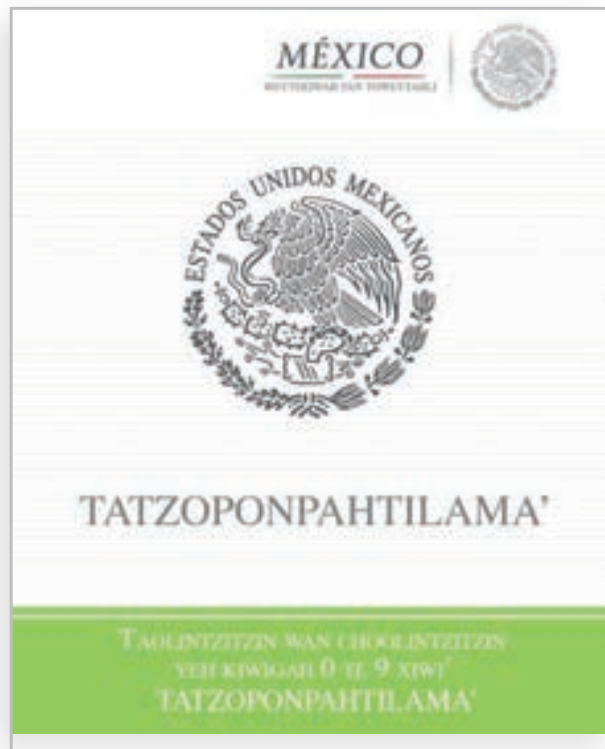 MÉXICO
ESTADOS UNIDOS MEXICANOS
TATZOPONPAHTILAMA'
TAOLINTZITZIN WAN CHOOLINTZITZIN
YEH KIWIGAH 0 TE 9 XIWI'
TATZOPONPAHTILAMA'